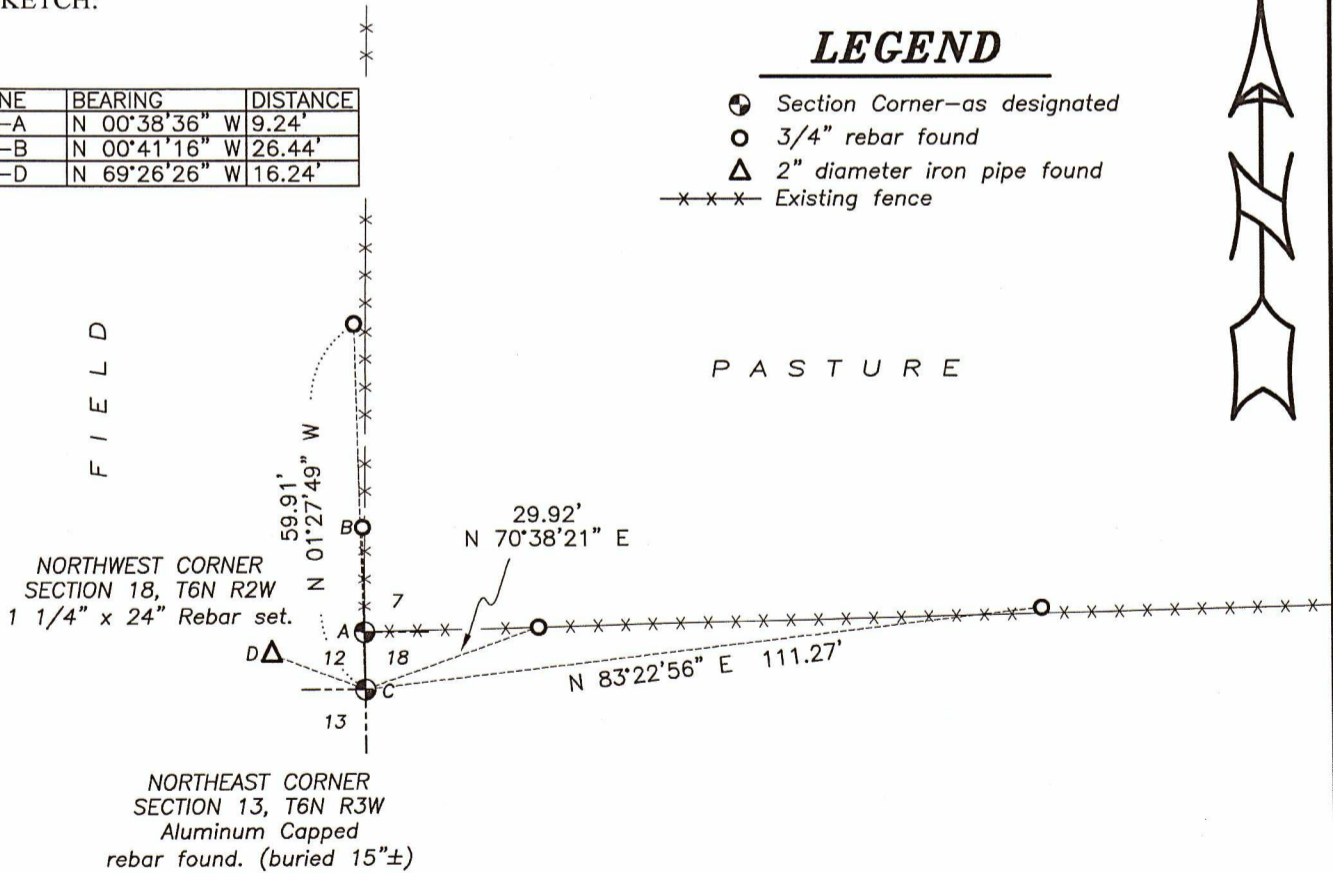 KETCH.
NE BEARING DISTANCE
-A N 00°38'36" W 9.24'
-B N 00°41'16" W 26.44'
-D N 69°26'26" W 16.24'
LEGEND
Section Corner-as designated
3/4" rebar found
2" diameter iron pipe found
-x-x-x- Existing fence
N
FIELD
PASTURE
59.91'
N 01°27'49" W
29.92'
N 70°38'21" E
B
NORTHWEST CORNER
SECTION 18, T6N R2W
1 1/4" x 24" Rebar set.
7
A
D
12 18
C
N 83°22'56" E 111.27'
13
NORTHEAST CORNER
SECTION 13, T6N R3W
Aluminum Capped
rebar found. (buried 15"±)